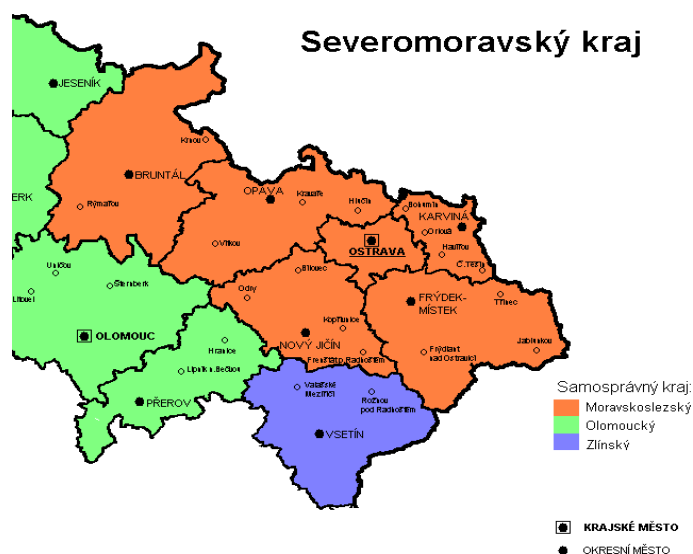 Severomoravský kraj
JESENÍK
Krnov
BRUNTÁL
ERK
Rýmařov
OPAVA
Kravaře
Hlučín
Bohumín
KARVINÁ
Orlová
Havířov
Č. Těšín
Vítkov
OSTRAVA
Uničov
Litovel
Šternberk
Bílovec
Odry
FRÝDEK-
MÍSTEK
Třinec
OLOMOUC
Kopřivnice
NOVÝ JIČÍN
Jablunkov
Hranice
Frenštát p. Radhoštěm
Frýdlant
nad Ostravicí
Lipník n. Bečvou
PŘEROV
Valašské
Meziříčí
Rožnov
pod Radhoštěm
VSETÍN
Samosprávný kraj:
Moravskoslezský
Olomoucký
Zlínský
KRAJSKÉ MĚSTO
OKRESNÍ MĚSTO